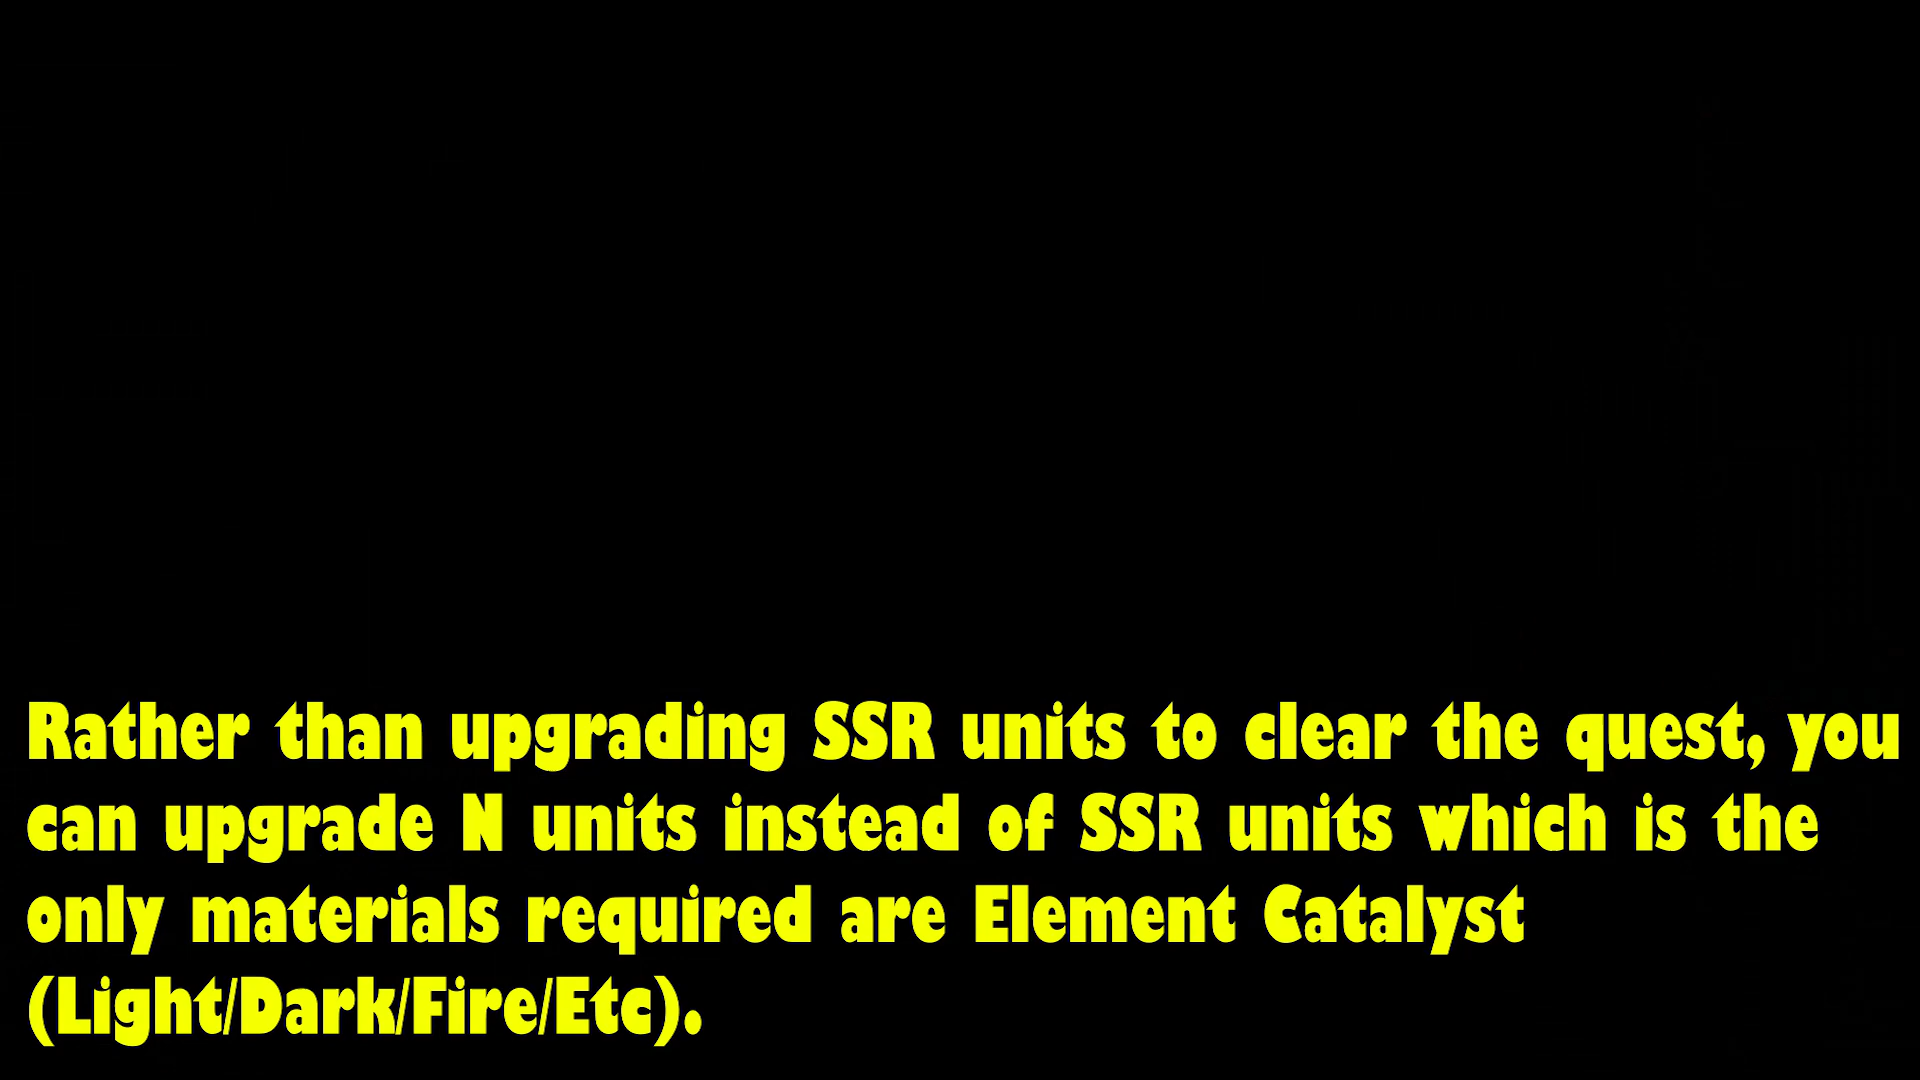 Rather than upgrading SSR units to clear the quest, you
can upgrade N units instead of SSR units which is the
only materials required are Element Catalyst
(Light/Dark/Fire/Etc).